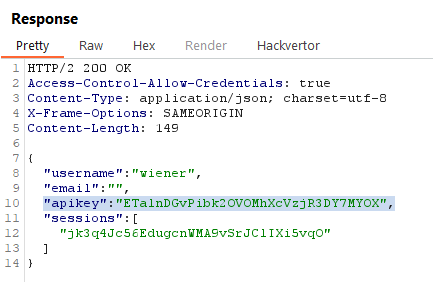 Response
Pretty Raw Hex Render Hackvertor
1 HTTP/2 200 OK
2 Access-Control-Allow-Credentials: true
3 Content-Type: application/json; charset=utf-8
4 X-Frame-Options: SAMEORIGIN
5 Content-Length: 149
6
7 {
8 "username":"wiener",
9 "email":"",
10 "apikey":"ETalnDGvPibk2OVOMhXcVzjR3DY7MYOX",
11 "sessions":[
12 "jk3q4Jc56EdugcnWMA9vSrJClIXi5vqO"
13 ]
14 }